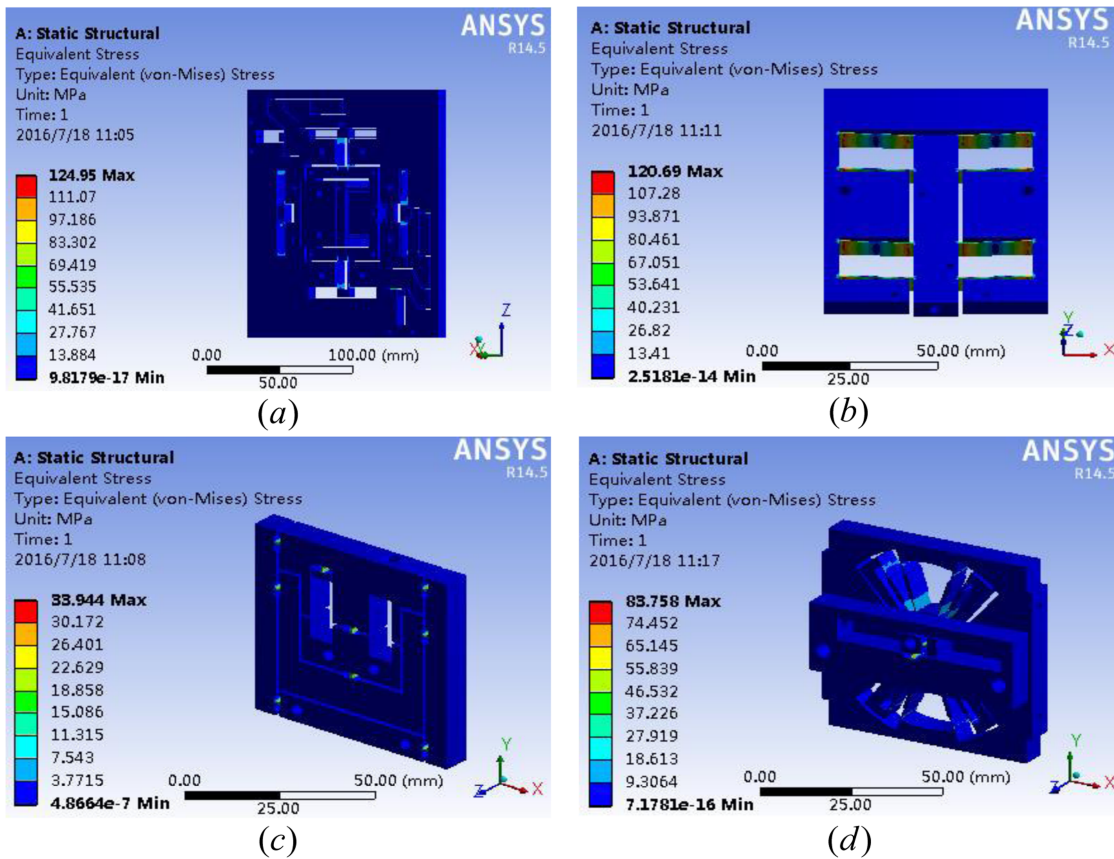 ANSYS
R14.5
A: Static Structural
Equivalent Stress
Type: Equivalent (von-Mises) Stress
Unit: MPa
Time: 1
2016/7/18 11:05
124.95 Max
111.07
97.186
83.302
69.419
55.535
41.651
27.767
13.884
9.8179e-17 Min
0.00
100.00 (mm)
50.00
Z
X
Y
(a)
ANSYS
R14.5
A: Static Structural
Equivalent Stress
Type: Equivalent (von-Mises) Stress
Unit: MPa
Time: 1
2016/7/18 11:11
120.69 Max
107.28
93.871
80.461
67.051
53.641
40.231
26.82
13.41
2.5181e-14 Min
0.00
50.00 (mm)
25.00
Y
Z
X
(b)
ANSYS
R14.5
A: Static Structural
Equivalent Stress
Type: Equivalent (von-Mises) Stress
Unit: MPa
Time: 1
2016/7/18 11:08
33.944 Max
30.172
26.401
22.629
18.858
15.086
11.315
7.543
3.7715
4.8664e-7 Min
0.00
50.00 (mm)
25.00
Y
Z
X
(c)
ANSYS
R14.5
A: Static Structural
Equivalent Stress
Type: Equivalent (von-Mises) Stress
Unit: MPa
Time: 1
2016/7/18 11:17
83.758 Max
74.452
65.145
55.839
46.532
37.226
27.919
18.613
9.3064
7.1781e-16 Min
0.00
50.00 (mm)
25.00
Y
Z
X
(d)